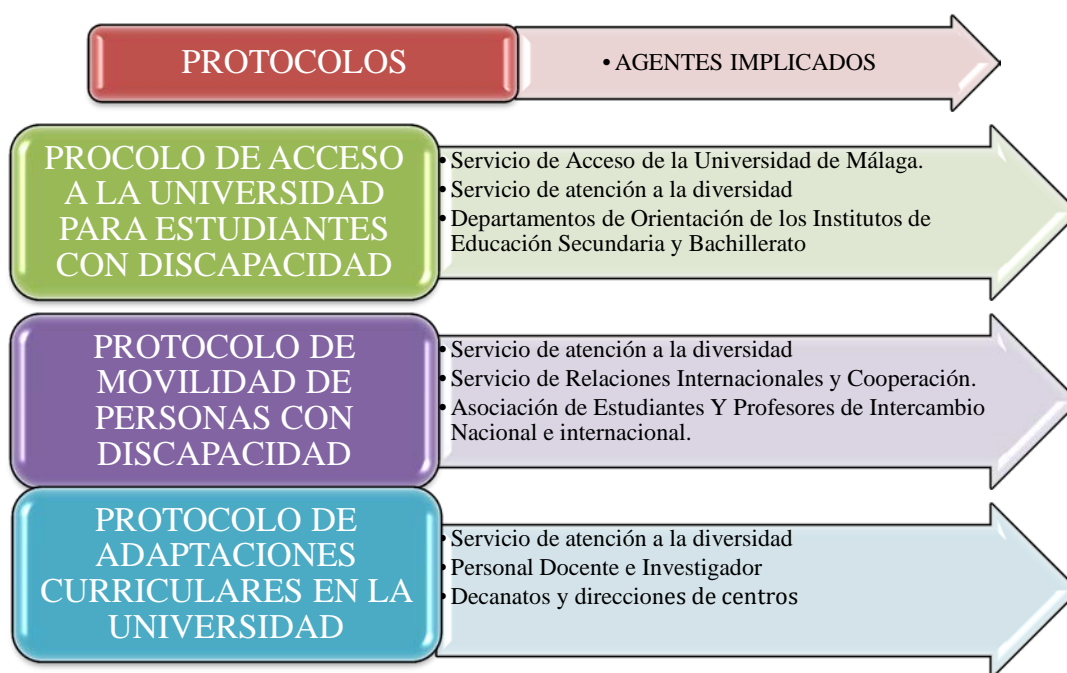 PROTOCOLOS
• AGENTES IMPLICADOS
PROCOLO DE ACCESO
A LA UNIVERSIDAD
PARA ESTUDIANTES
CON DISCAPACIDAD
• Servicio de Acceso de la Universidad de Málaga.
• Servicio de atención a la diversidad
• Departamentos de Orientación de los Institutos de
Educación Secundaria y Bachillerato
PROTOCOLO DE
MOVILIDAD DE
PERSONAS CON
DISCAPACIDAD
• Servicio de atención a la diversidad
• Servicio de Relaciones Internacionales y Cooperación.
• Asociación de Estudiantes Y Profesores de Intercambio
Nacional e internacional.
PROTOCOLO DE
ADAPTACIONES
CURRICULARES EN LA
UNIVERSIDAD
• Servicio de atención a la diversidad
• Personal Docente e Investigador
• Decanatos y direcciones de centros